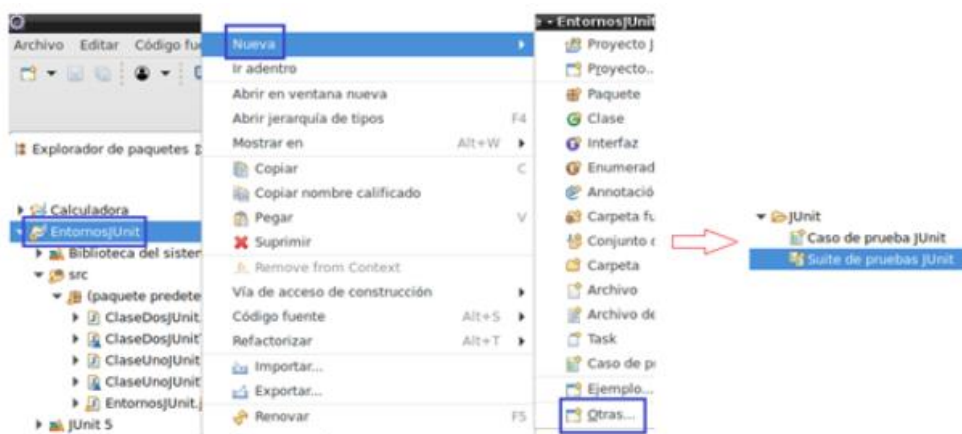 Archivo Editar Código fu
Explorador de paquetes
Calculadora
EntornosJUnit
Biblioteca del sister
src
(paquete predete
ClaseDosJUnit.
ClaseDosJUnit
ClaseUnoJUnit
ClaseUnoJUnit
EntornosJUnit.j
JUnit 5
Nueva
Ir adentro
Abrir en ventana nueva
Abrir jerarquía de tipos F4
Mostrar en Alt+W
Copiar C
Copiar nombre calificado
Pegar V
Suprimir
Remove from Context
Vía de acceso de construcción
Código fuente Alt+S
Refactorizar Alt+T
Importar...
Exportar...
Renovar F5
- EntornosJUnit
Proyecto J
Proyecto..
Paquete
Clase
Interfaz
Enumerad
Annotació
Carpeta fu
Conjunto d
Carpeta
Archivo
Archivo de
Task
Caso de pr
Ejemplo...
Otras...
JUnit
Caso de prueba JUnit
Suite de pruebas JUnit